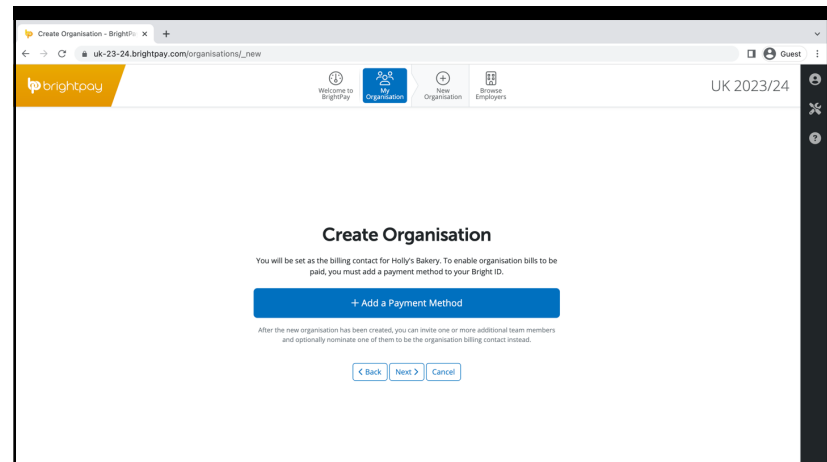 Create Organisation - BrightPa
uk-23-24.brightpay.com/organisations/_new
Guest
brightpay
Welcome to
BrightPay
My
Organisation
New
Organisation
Browse
Employers
UK 2023/24
Create Organisation
You will be set as the billing contact for Holly's Bakery. To enable organisation bills to be
paid, you must add a payment method to your Bright ID.
+ Add a Payment Method
After the new organisation has been created, you can invite one or more additional team members
and optionally nominate one of them to be the organisation billing contact instead.
Back
Next
Cancel